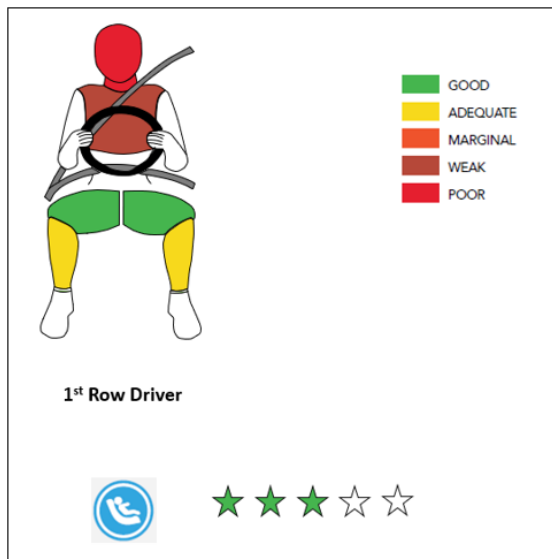 GOOD
ADEQUATE
MARGINAL
WEAK
POOR
1st Row Driver